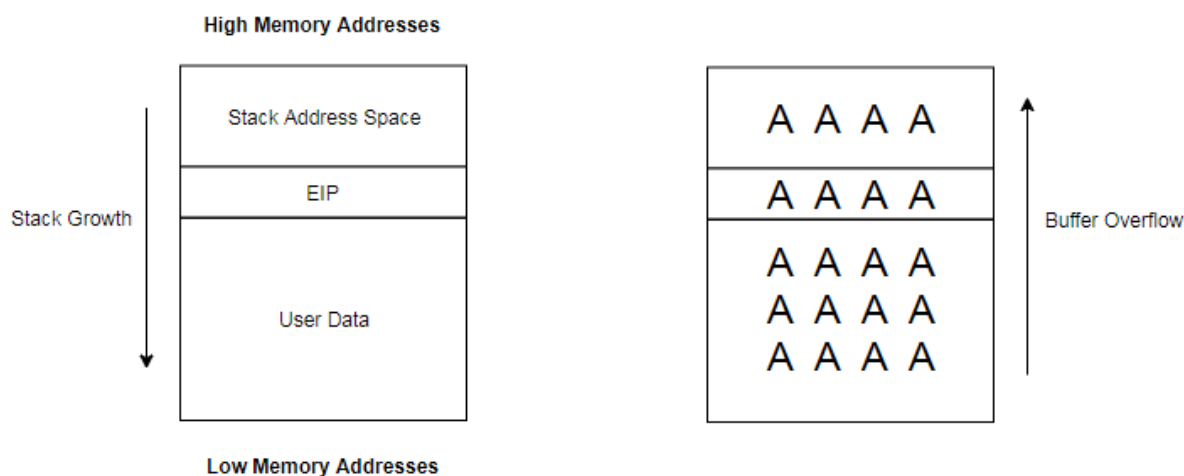 High Memory Addresses
Stack Address Space
EIP
Stack Growth
User Data
Low Memory Addresses
A A A A
A A A A
A A A A
A A A A
A A A A
Buffer Overflow